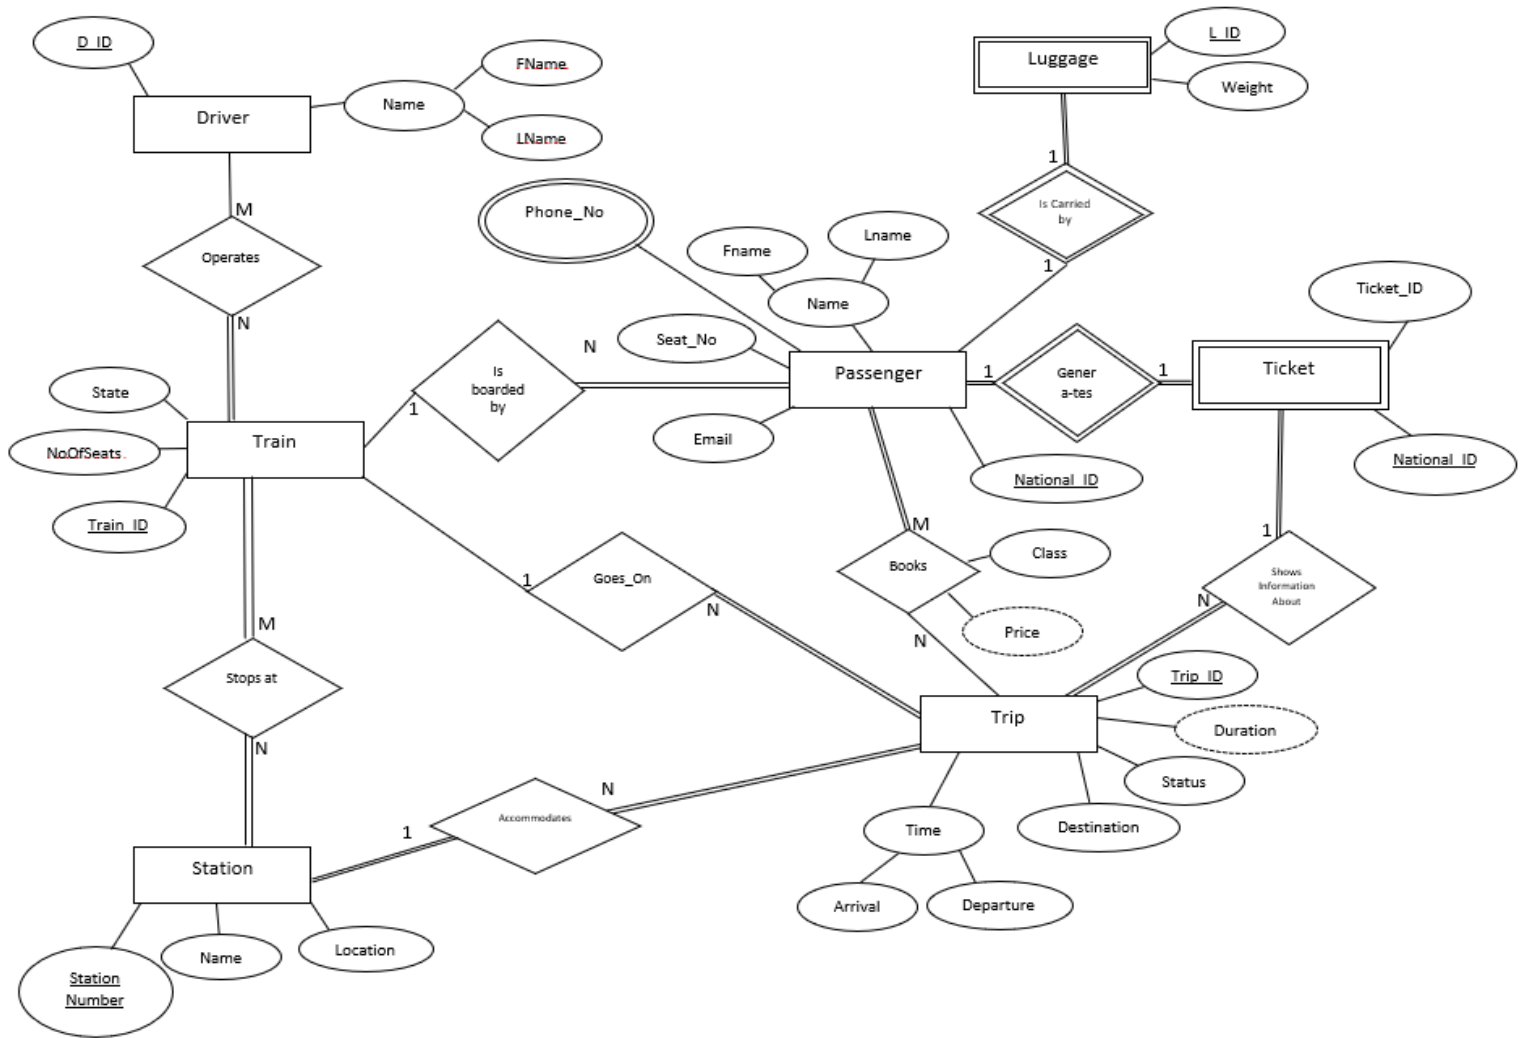 D_ID
Driver
Name
FName
LName
Luggage
L_ID
Weight
M
Operates
N
1
Is Carried
by
1
Phone_No
Fname
Lname
Name
Seat_No
Passenger
Email
National_ID
1
Gener
a-tes
1
Ticket
Ticket_ID
National_ID
State
NoOfSeats
Train_ID
Train
1
Is
boarded
by
N
1
Goes_On
N
M
Books
N
Class
Price
1
Shows
Information
About
N
M
Stops at
N
Trip
Trip_ID
Duration
Status
Destination
Time
Arrival
Departure
1
Accommodates
N
Station
Station
Number
Name
Location